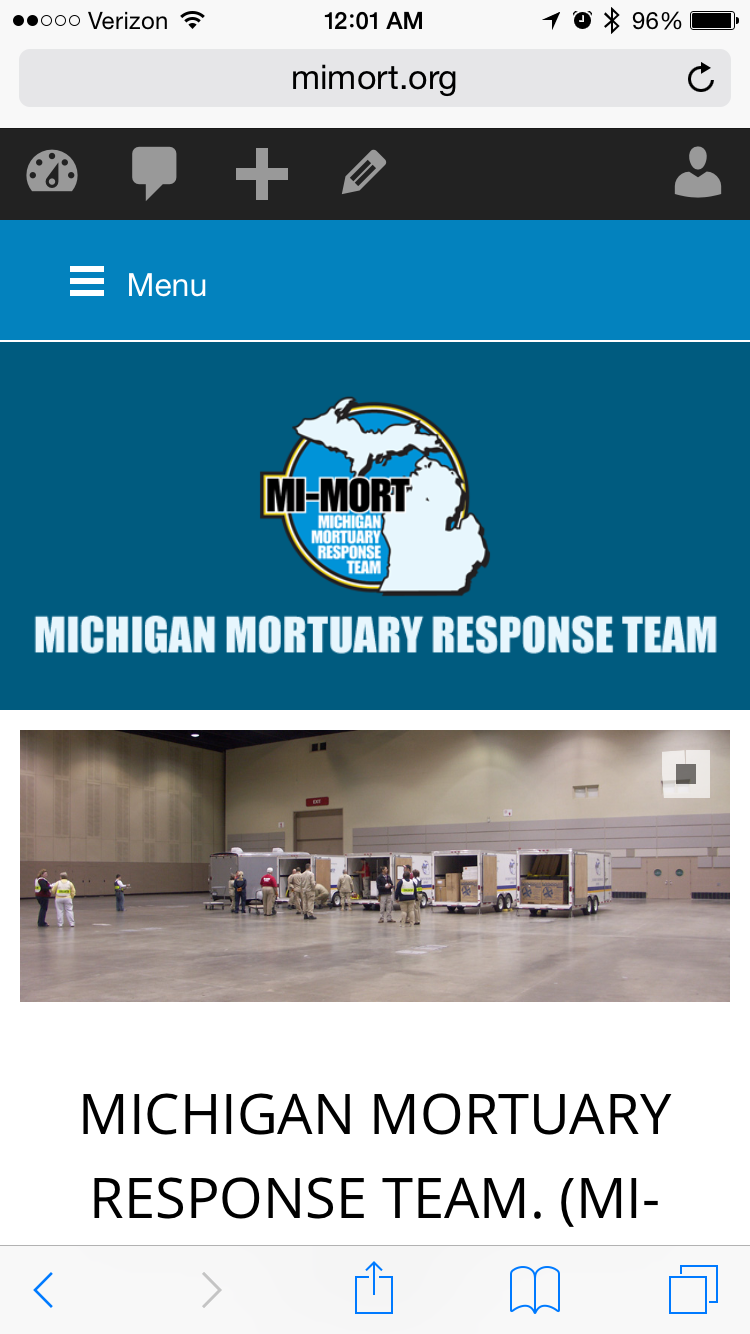 Verizon 12:01 AM 96%
mimort.org
Menu
MI-MORT
MICHIGAN
MORTUARY
RESPONSE
TEAM
MICHIGAN MORTUARY RESPONSE TEAM
EXIT
MICHIGAN MORTUARY
RESPONSE TEAM. (MI-